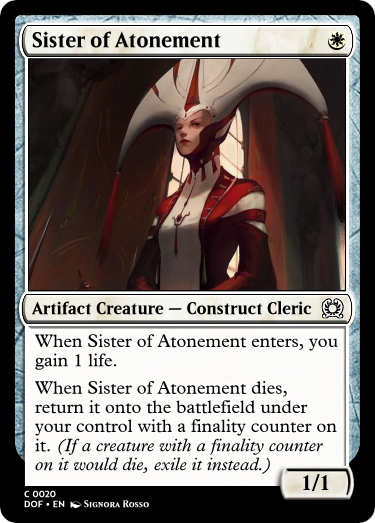 Sister of Atonement
Artifact Creature — Construct Cleric
When Sister of Atonement enters, you
gain 1 life.
When Sister of Atonement dies,
return it onto the battlefield under
your control with a finality counter on
it. (If a creature with a finality counter
on it would die, exile it instead.)
1/1
C 0020
DOF • EN Signora Rosso